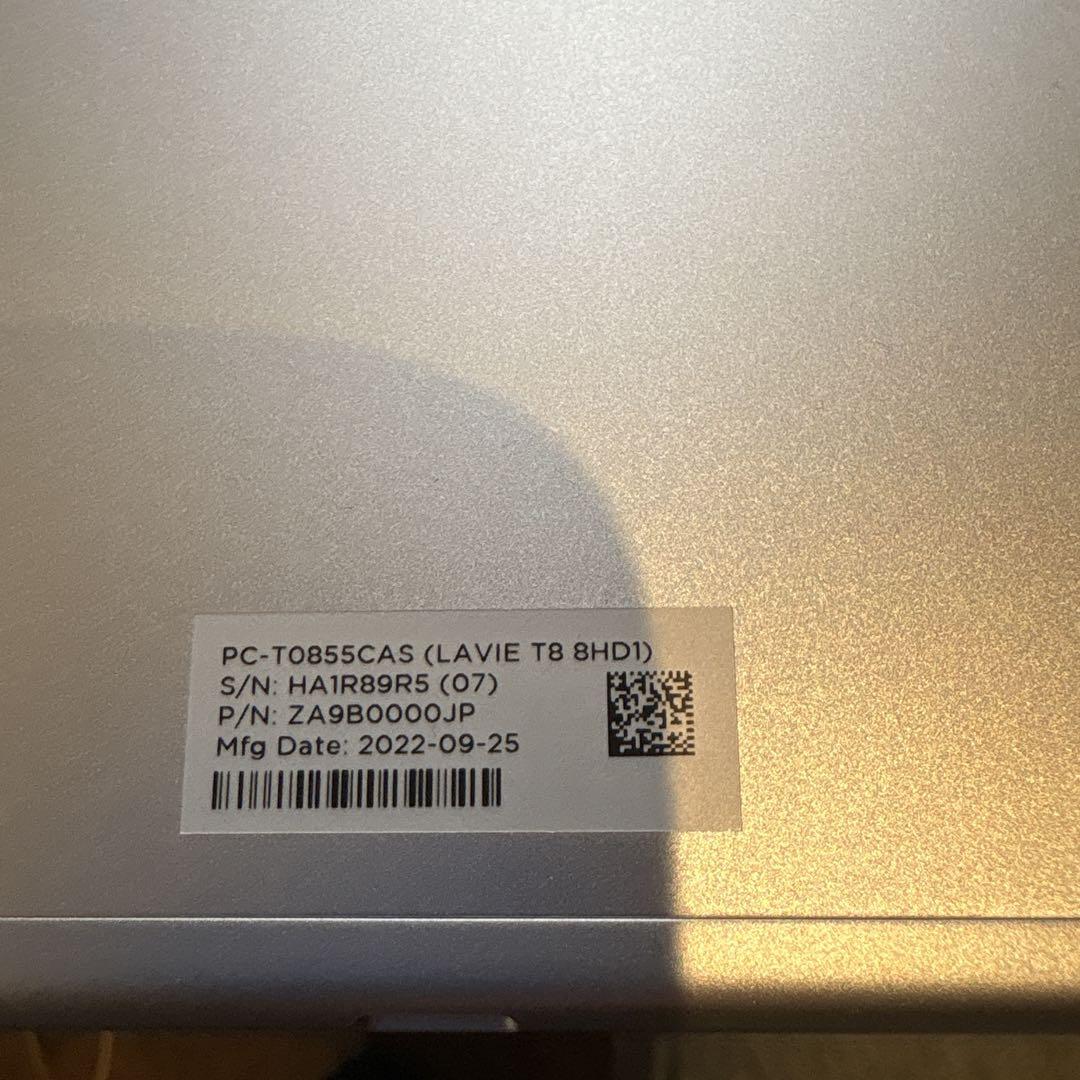 PC-T0855CAS (LAVIE T8 8HD1)
S/N: HA1R89R5 (07)
P/N: ZA9B0000JP
Mfg Date: 2022-09-25